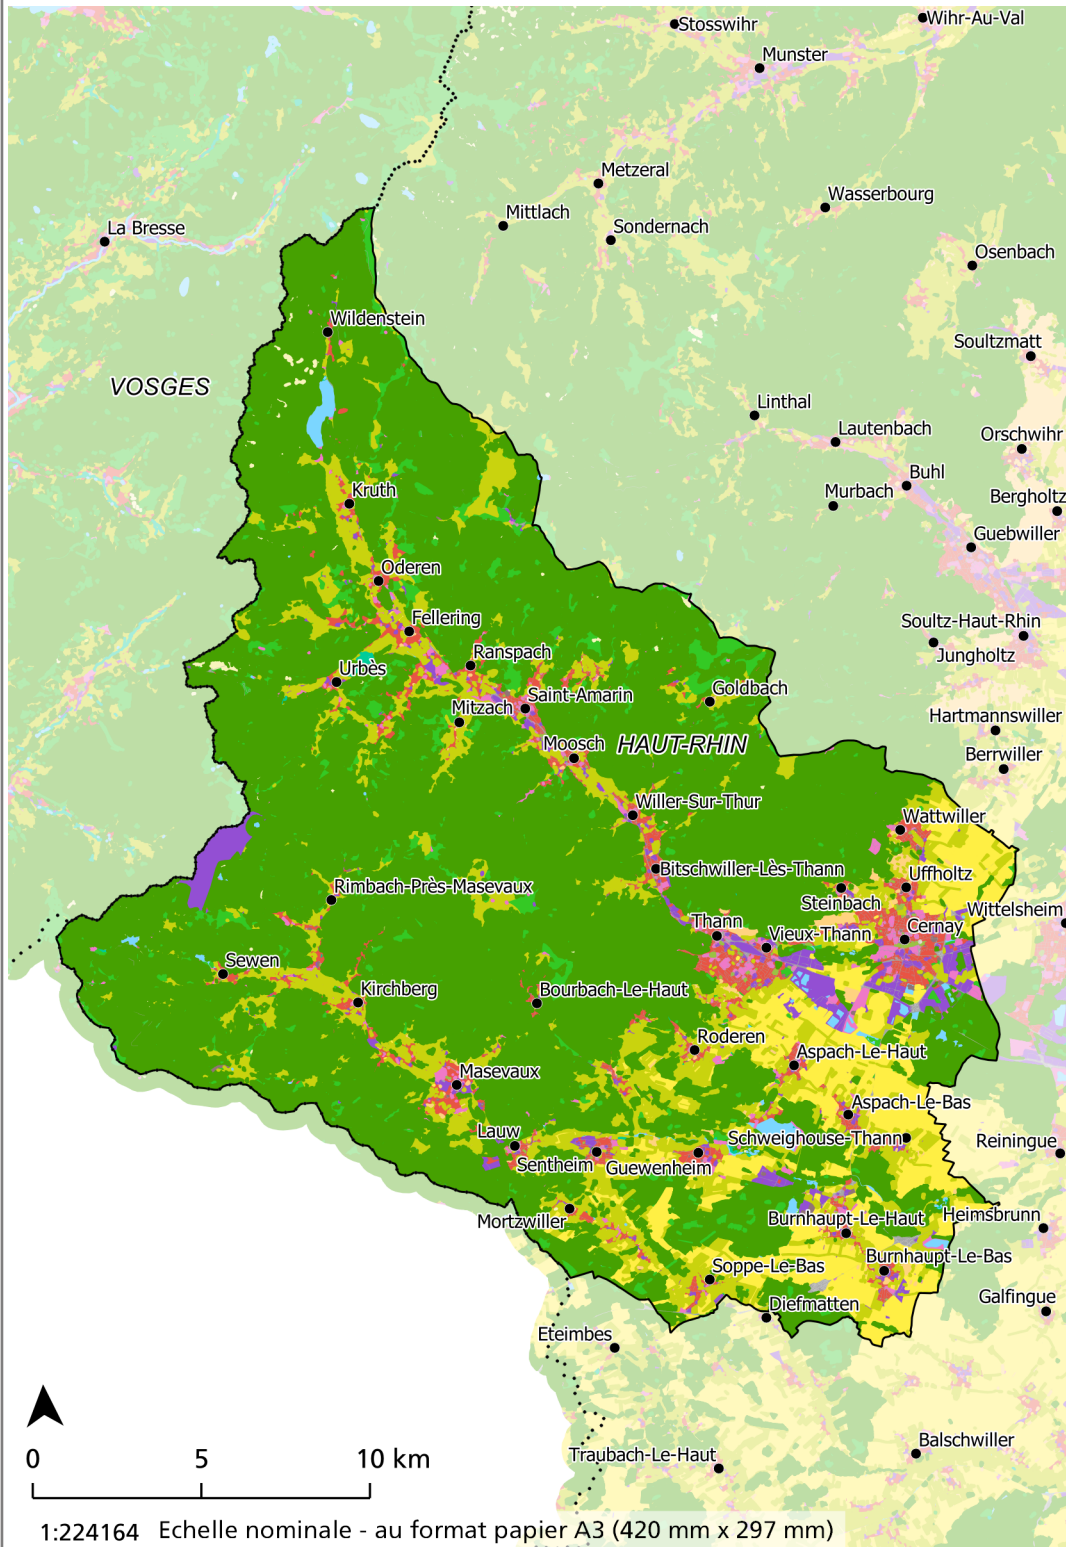 Stosswihr
Wihr-Au-Val
Munster
Metzeral
Wasserbourg
Mittlach
La Bresse
Sondernach
Osenbach
Wildenstein
Soultzmatt
VOSGES
Linthal
Lautenbach
Orschwihr
Buhl
Kruth
Murbach
Bergholtz
Guebwiller
Oderen
Fellering
Soultz-Haut-Rhin
Ranspach
Jungholtz
Urbès
Goldbach
Saint-Amarin
Mitzach
Hartmannswiller
Moosch
HAUT-RHIN
Berrwiller
Willer-Sur-Thur
Wattwiller
Bitschwiller-Lès-Thann
Uffholtz
Rimbach-Près-Masevaux
Steinbach
Wittelsheim
Thann
Vieux-Thann
Cernay
Sewen
Kirchberg
Bourbach-Le-Haut
Roderen
Aspach-Le-Haut
Masevaux
Aspach-Le-Bas
Lauw
Schweighouse-Thann
Reiningue
Sentheim
Guewenheim
Mortzwiller
Burnhaupt-Le-Haut
Heimsbrunn
Burnhaupt-Le-Bas
Soppe-Le-Bas
Galfingue
Diefmatten
Eteimbes
Balschwiller
Traubach-Le-Haut
0 5 10 km
1:224164 Echelle nominale - au format papier A3 (420 mm x 297 mm)